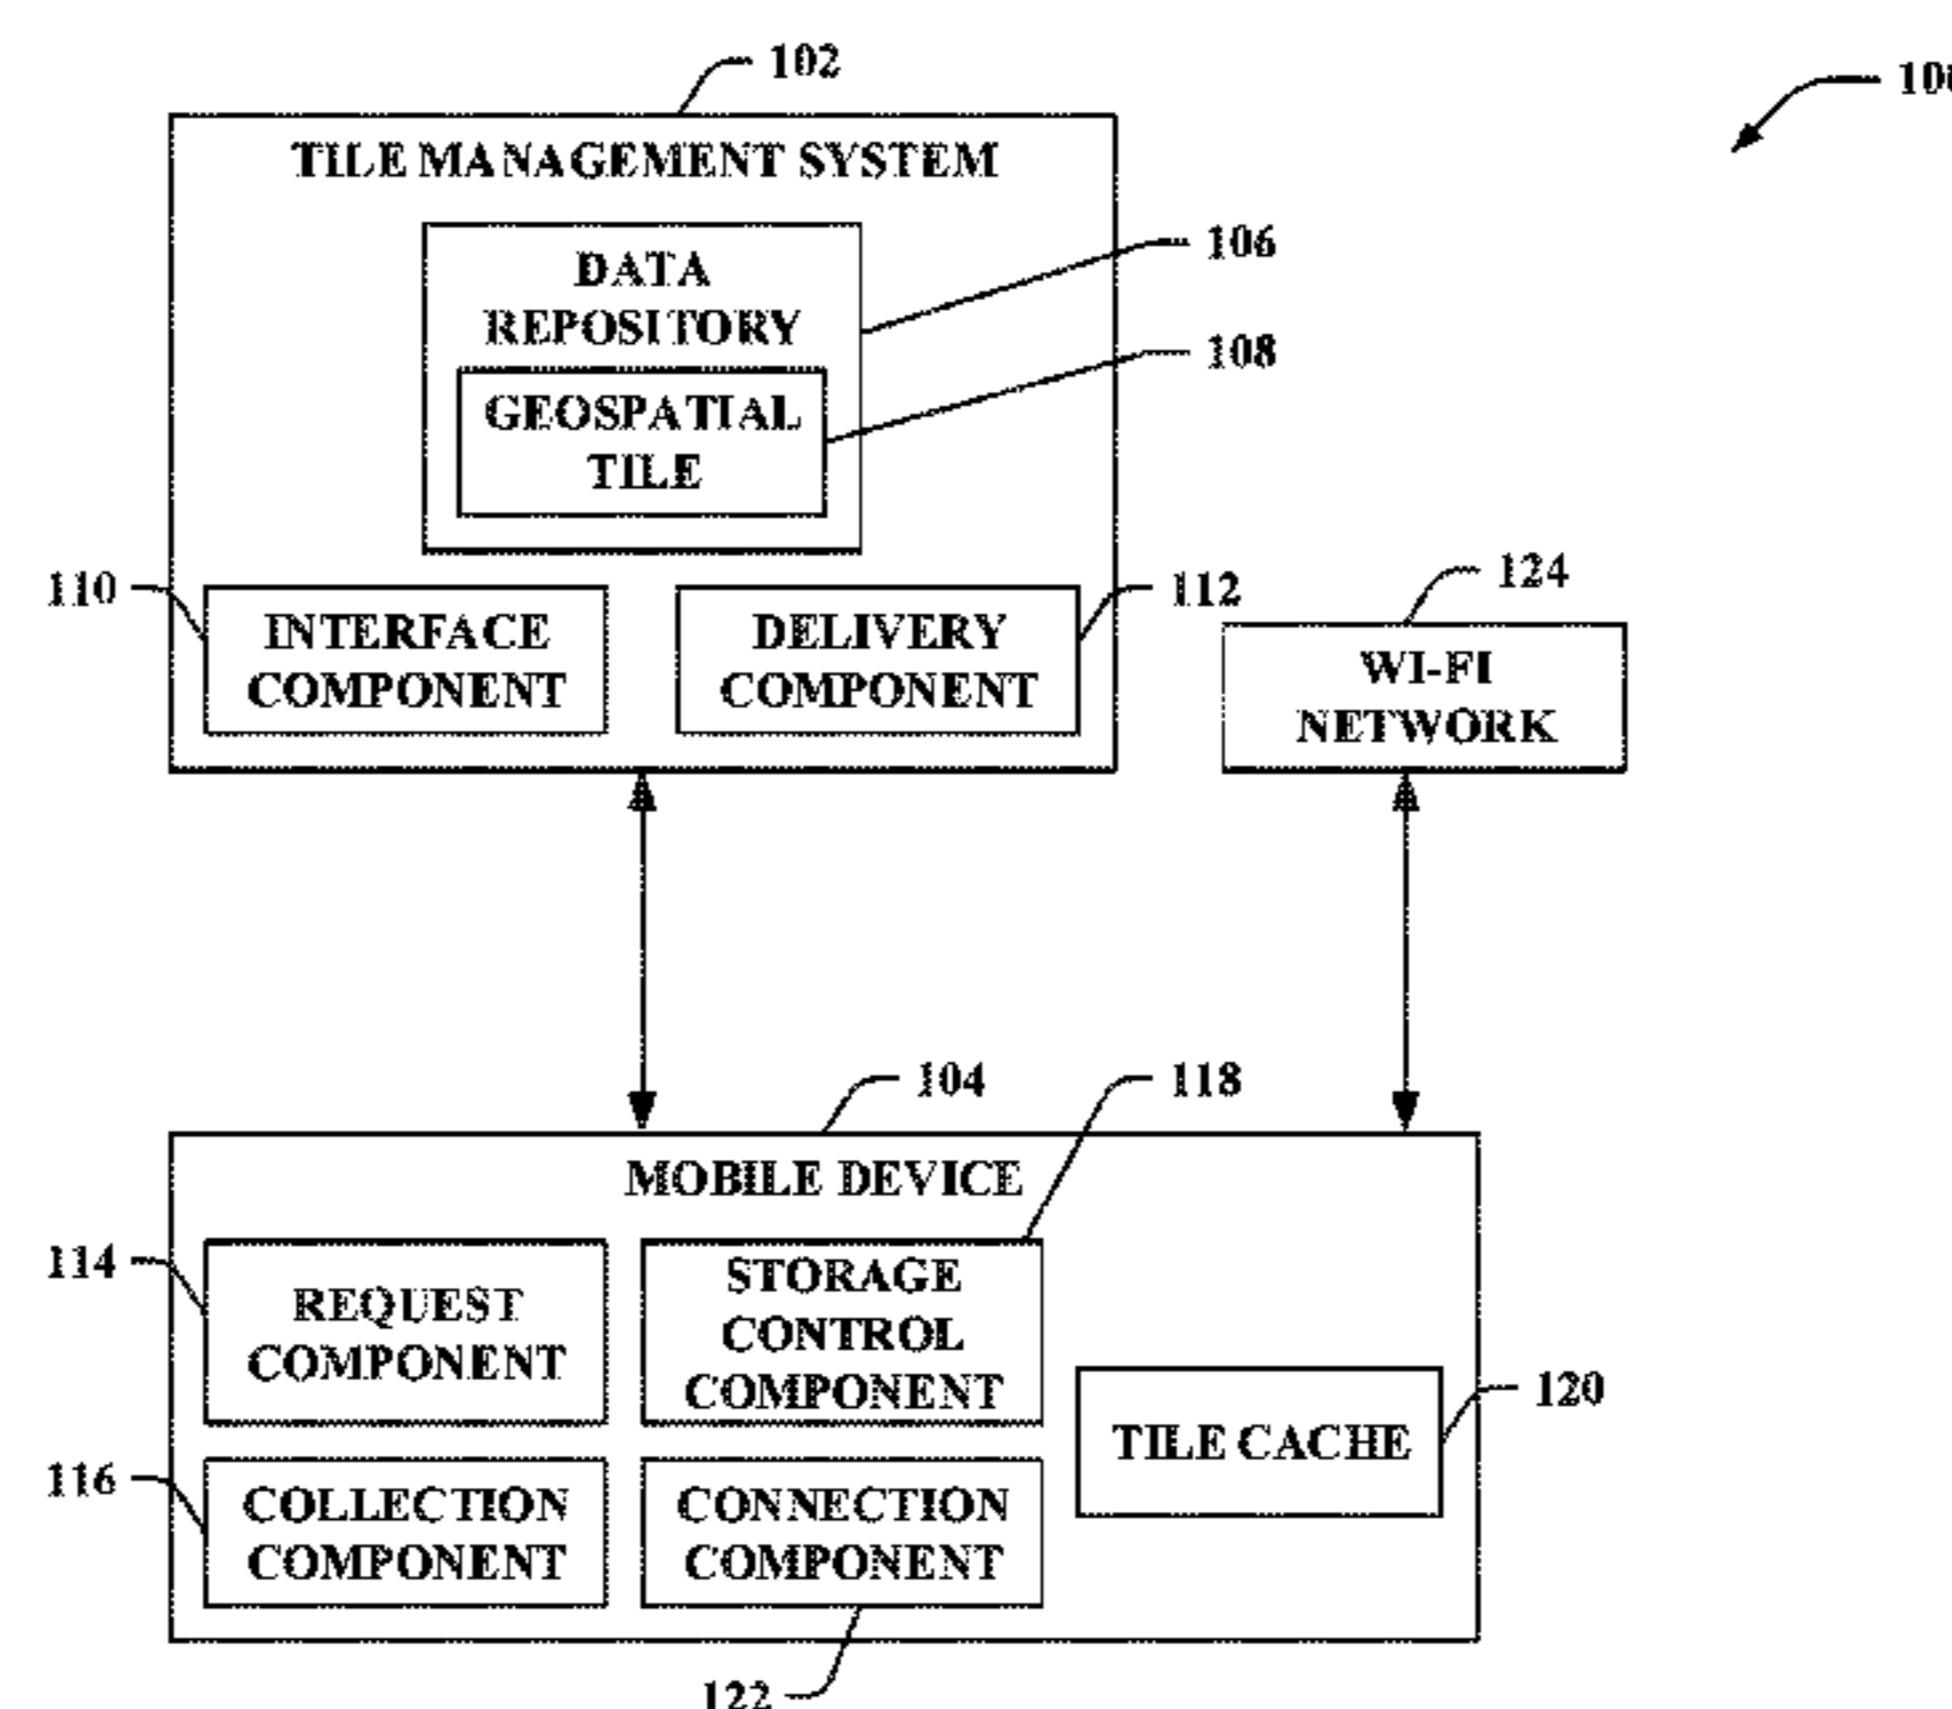 102
10
TILE MANAGEMENT SYSTEM
106
DATA
REPOSITORY
108
GEOSPATIAL
TILE
110
INTERFACE
COMPONENT
112
DELIVERY
COMPONENT
124
WI-FI
NETWORK
104
118
MOBILE DEVICE
114
REQUEST
COMPONENT
STORAGE
CONTROL
COMPONENT
120
TILE CACHE
116
COLLECTION
COMPONENT
CONNECTION
COMPONENT
122